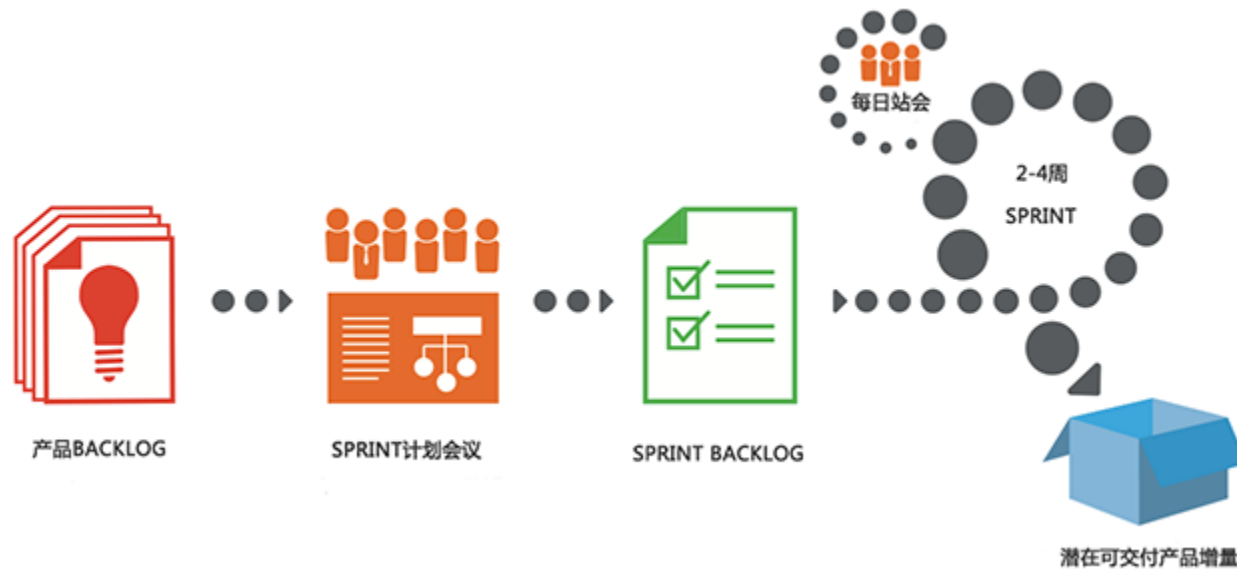 每日站会
2-4周
SPRINT
产品BACKLOG
SPRINT计划会议
SPRINT BACKLOG
潜在可交付产品增量